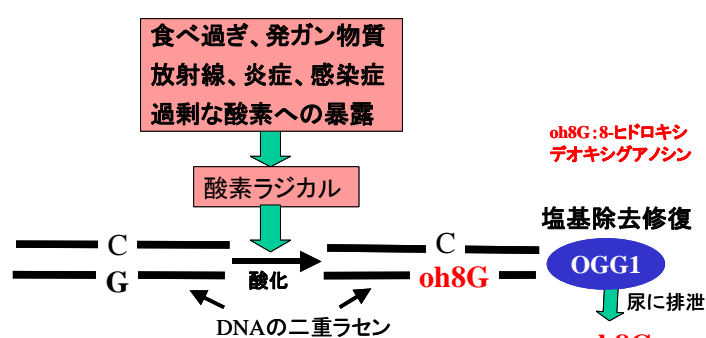 食べ過ぎ、発ガン物質
放射線、炎症、感染症
過剰な酸素への暴露
oh8G：8-ヒドロキシ
デオキシグアノシン
酸素ラジカル
塩基除去修復
C
C
OGG1
G
酸化
oh8G
尿に排泄
DNAの二重ラセン